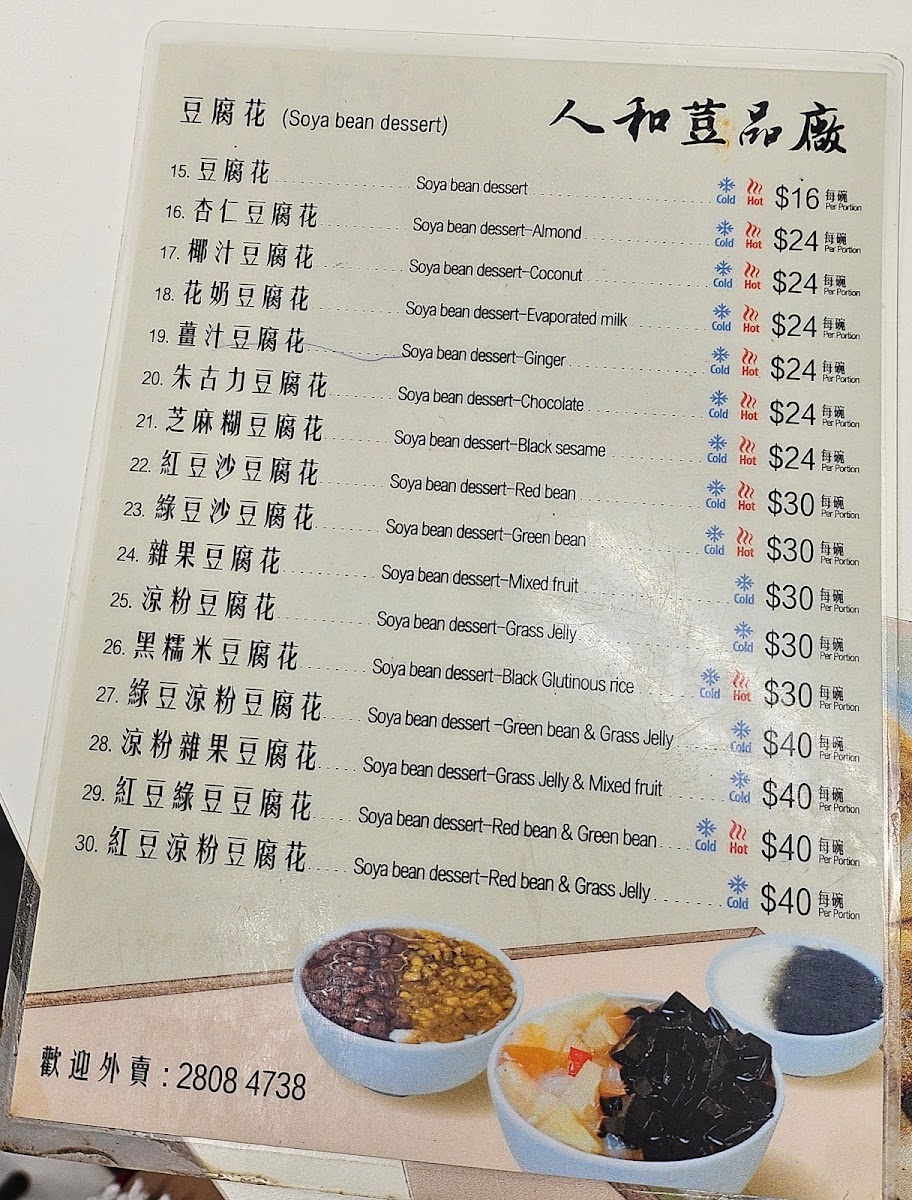 豆腐花 (Soya bean dessert) 人和荳品廠
15. 豆腐花 Soya bean dessert Cold Hot $16 每碗 Per Portion
16. 杏仁豆腐花 Soya bean dessert-Almond Cold Hot $24 每碗 Per Portion
17. 椰汁豆腐花 Soya bean dessert-Coconut Cold Hot $24 每碗 Per Portion
18. 花奶豆腐花 Soya bean dessert-Evaporated milk Cold Hot $24 每碗 Per Portion
19. 薑汁豆腐花 Soya bean dessert-Ginger Cold Hot $24 每碗 Per Portion
20. 朱古力豆腐花 Soya bean dessert-Chocolate Cold Hot $24 每碗 Per Portion
21. 芝麻糊豆腐花 Soya bean dessert-Black sesame Cold Hot $24 每碗 Per Portion
22. 紅豆沙豆腐花 Soya bean dessert-Red bean Cold Hot $30 每碗 Per Portion
23. 綠豆沙豆腐花 Soya bean dessert-Green bean Cold Hot $30 每碗 Per Portion
24. 雜果豆腐花 Soya bean dessert-Mixed fruit Cold $30 每碗 Per Portion
25. 涼粉豆腐花 Soya bean dessert-Grass Jelly Cold $30 每碗 Per Portion
26. 黑糯米豆腐花 Soya bean dessert-Black Glutinous rice Cold Hot $30 每碗 Per Portion
27. 綠豆涼粉豆腐花 Soya bean dessert -Green bean & Grass Jelly Cold $40 每碗 Per Portion
28. 涼粉雜果豆腐花 Soya bean dessert-Grass Jelly & Mixed fruit Cold $40 每碗 Per Portion
29. 紅豆綠豆豆腐花 Soya bean dessert-Red bean & Green bean Cold Hot $40 每碗 Per Portion
30. 紅豆涼粉豆腐花 Soya bean dessert-Red bean & Grass Jelly Cold $40 每碗 Per Portion
歡迎外賣 : 2808 4738